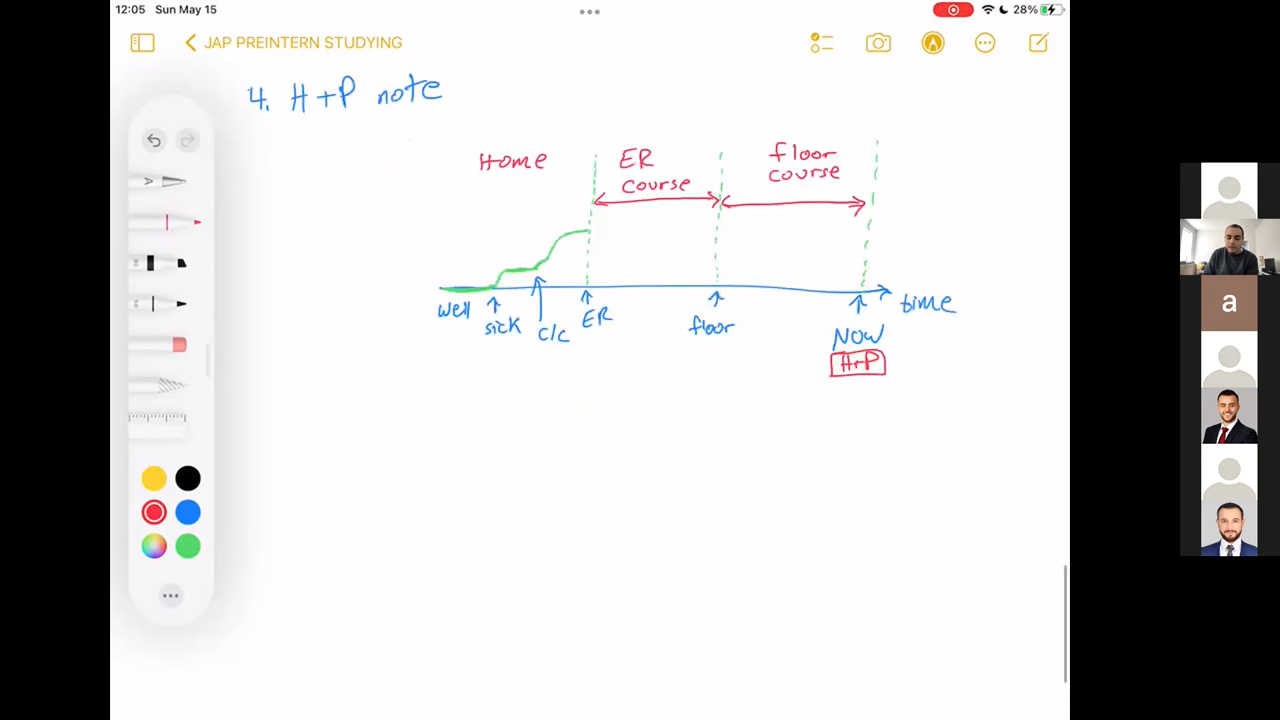 12:05 Sun May 15
28%
JAP PREINTERN STUDYING
4. H+P note
Home
ER course
floor course
well
sick
c/c
ER
floor
NOW
H+P
time
A
a